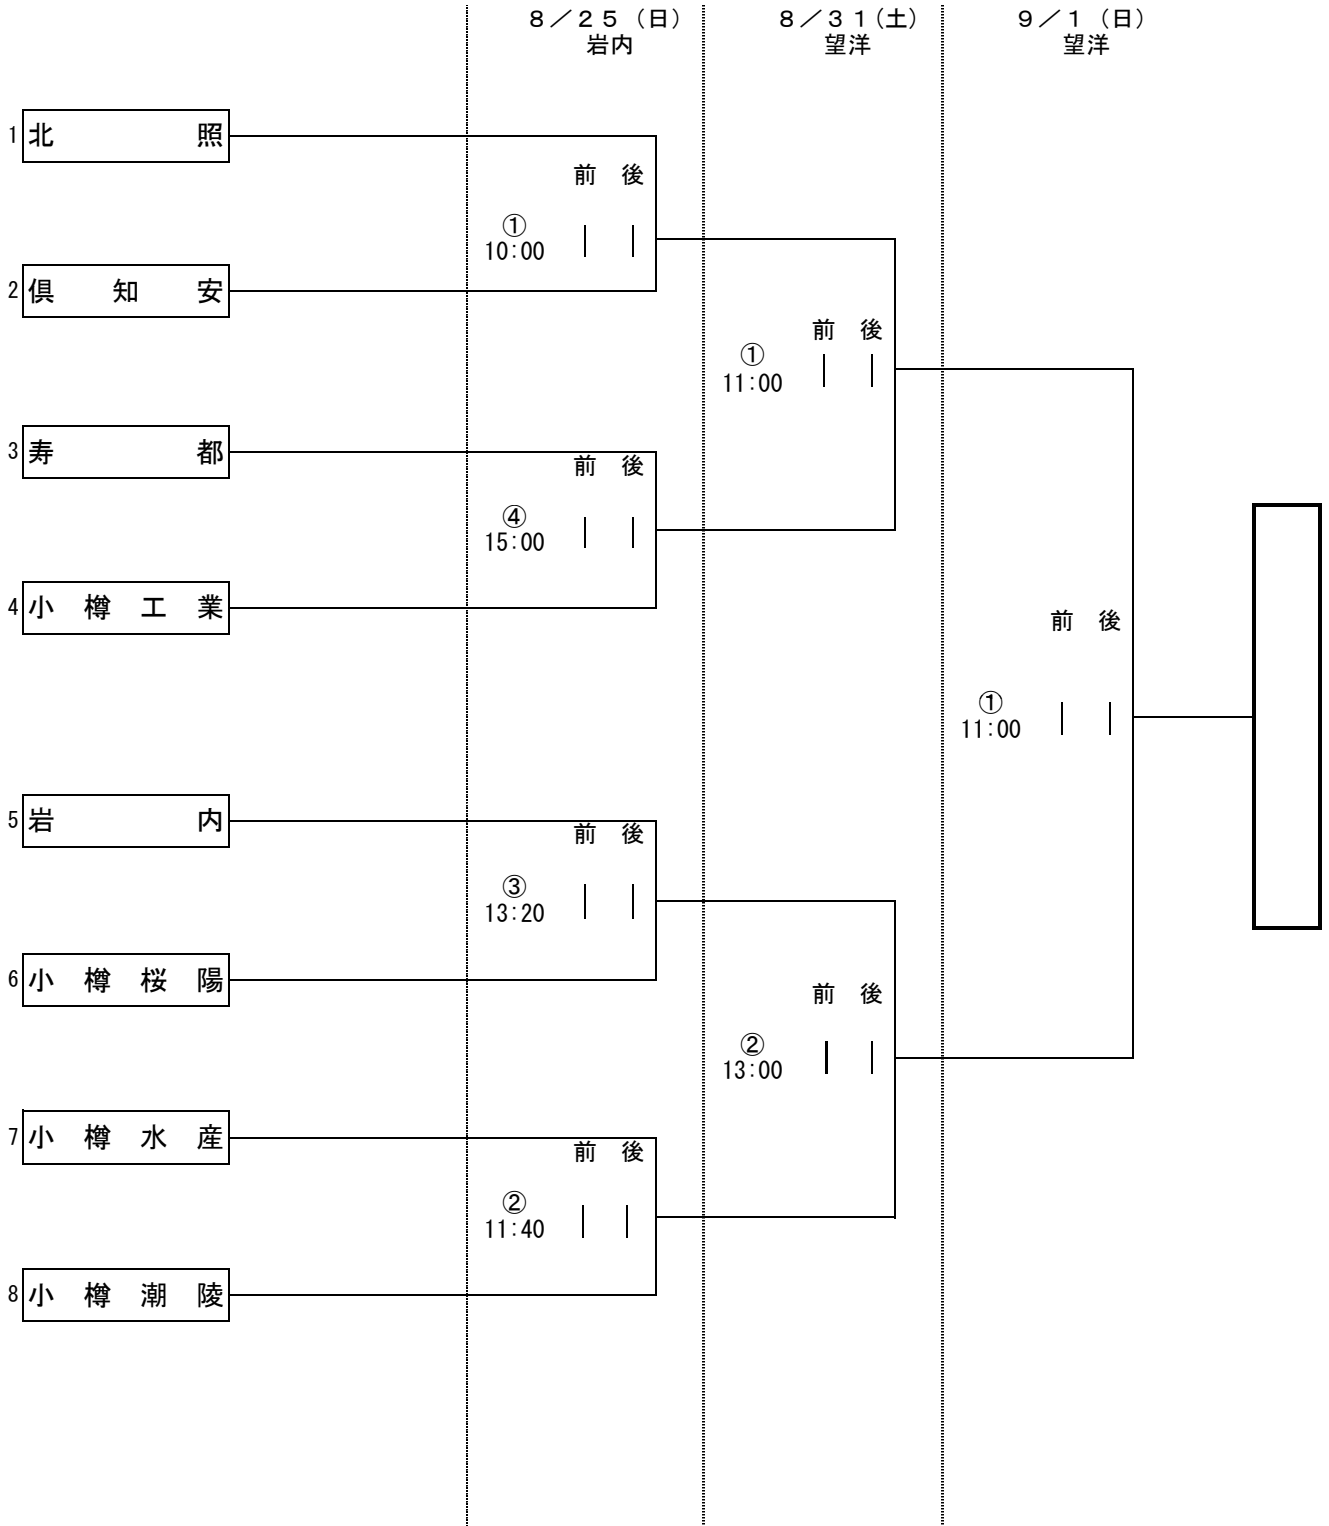 ８／２５（日） ８／３１（土） ９／１（日）
岩内 望洋 望洋
1 北照
前 後
①
10:00
2 倶知安
前 後
①
11:00
3 寿都
前 後
④
15:00
4 小樽工業
前 後
①
11:00
5 岩内
前 後
③
13:20
6 小樽桜陽
前 後
②
13:00
7 小樽水産
前 後
②
11:40
8 小樽潮陵